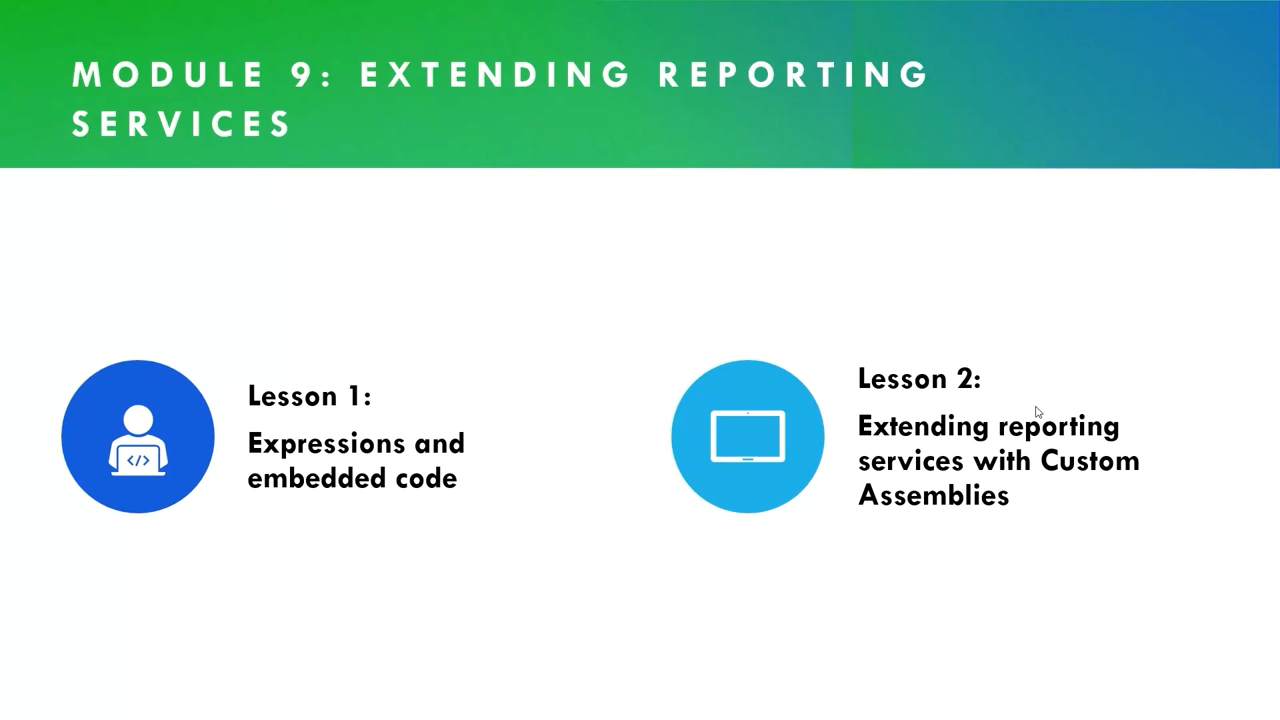 MODULE 9: EXTENDING REPORTING
SERVICES
Lesson 1:
Expressions and
embedded code
Lesson 2:
Extending reporting
services with Custom
Assemblies